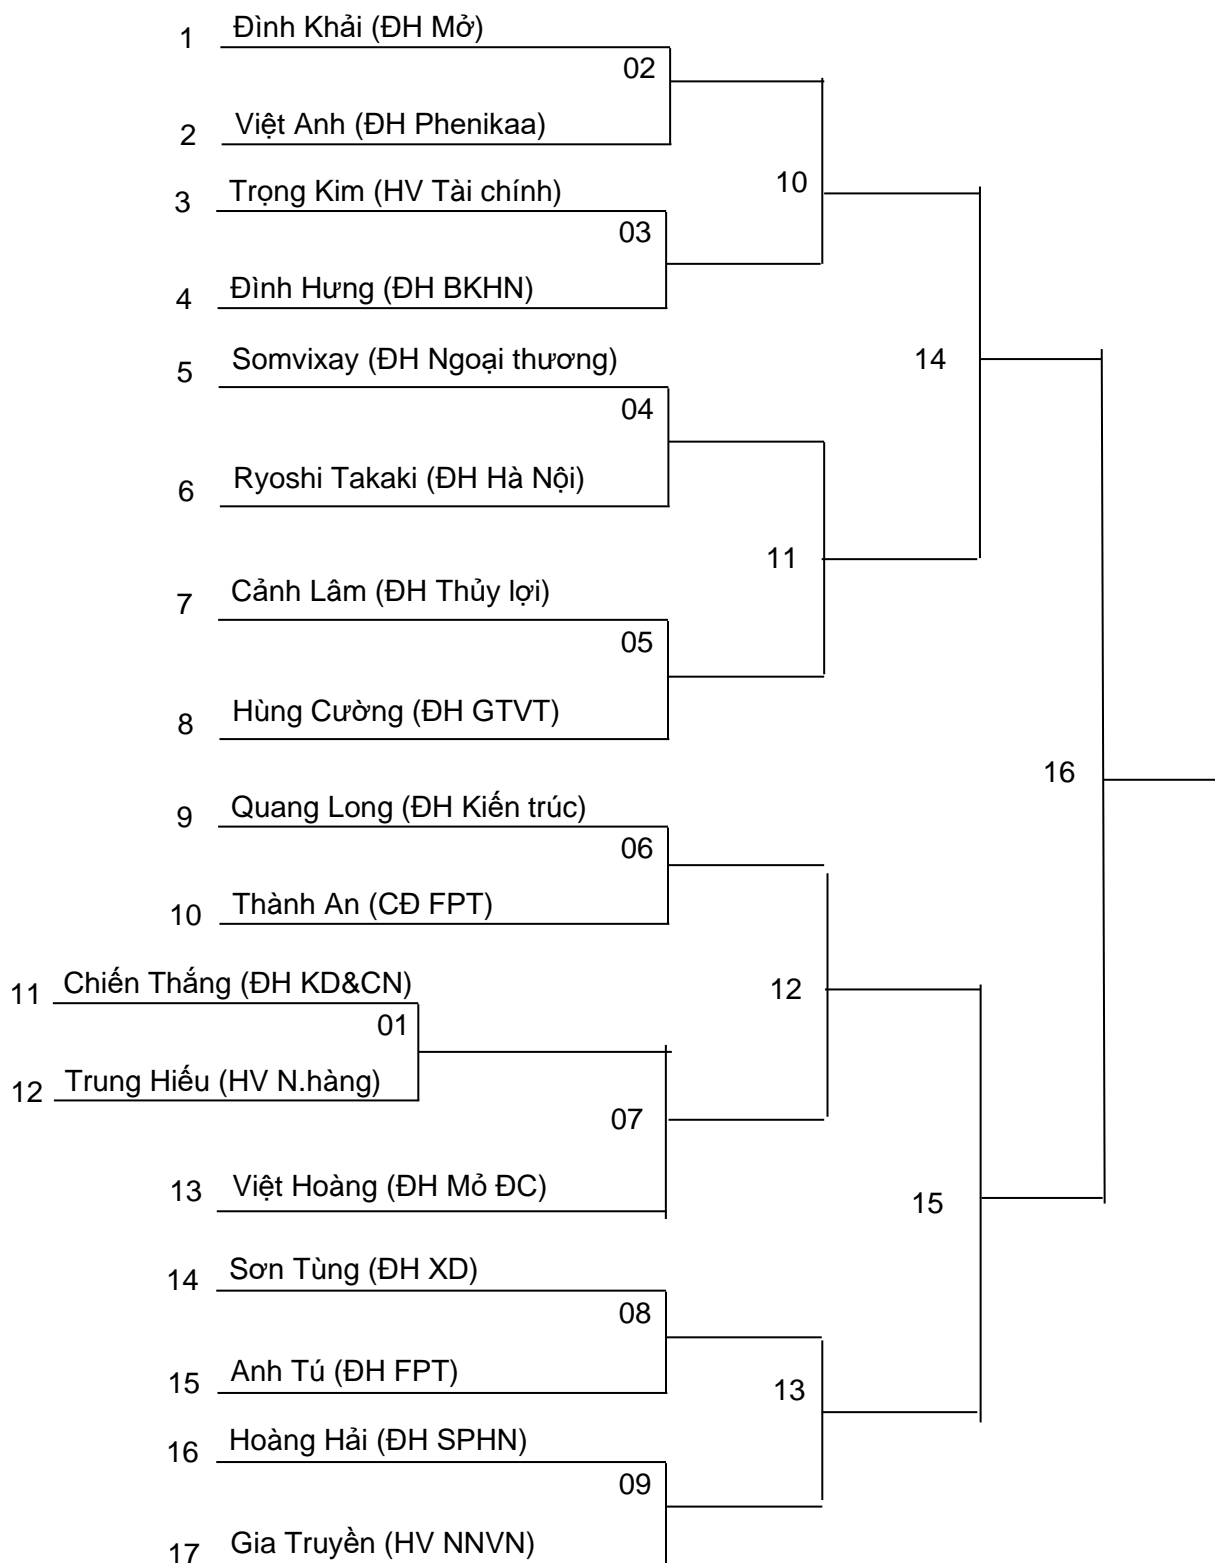 1 Đình Khải (ĐH Mở)
02
2 Việt Anh (ĐH Phenikaa)
3 Trọng Kim (HV Tài chính)
10
03
4 Đình Hưng (ĐH BKHN)
5 Somvixay (ĐH Ngoại thương)
14
04
6 Ryoshi Takaki (ĐH Hà Nội)
11
7 Cảnh Lâm (ĐH Thủy lợi)
05
8 Hùng Cường (ĐH GTVT)
16
9 Quang Long (ĐH Kiến trúc)
06
10 Thành An (CĐ FPT)
11 Chiến Thắng (ĐH KD&CN)
12
01
12 Trung Hiếu (HV N.hàng)
07
13 Việt Hoàng (ĐH Mỏ ĐC)
15
14 Sơn Tùng (ĐH XD)
08
15 Anh Tú (ĐH FPT)
13
16 Hoàng Hải (ĐH SPHN)
09
17 Gia Truyền (HV NNVN)